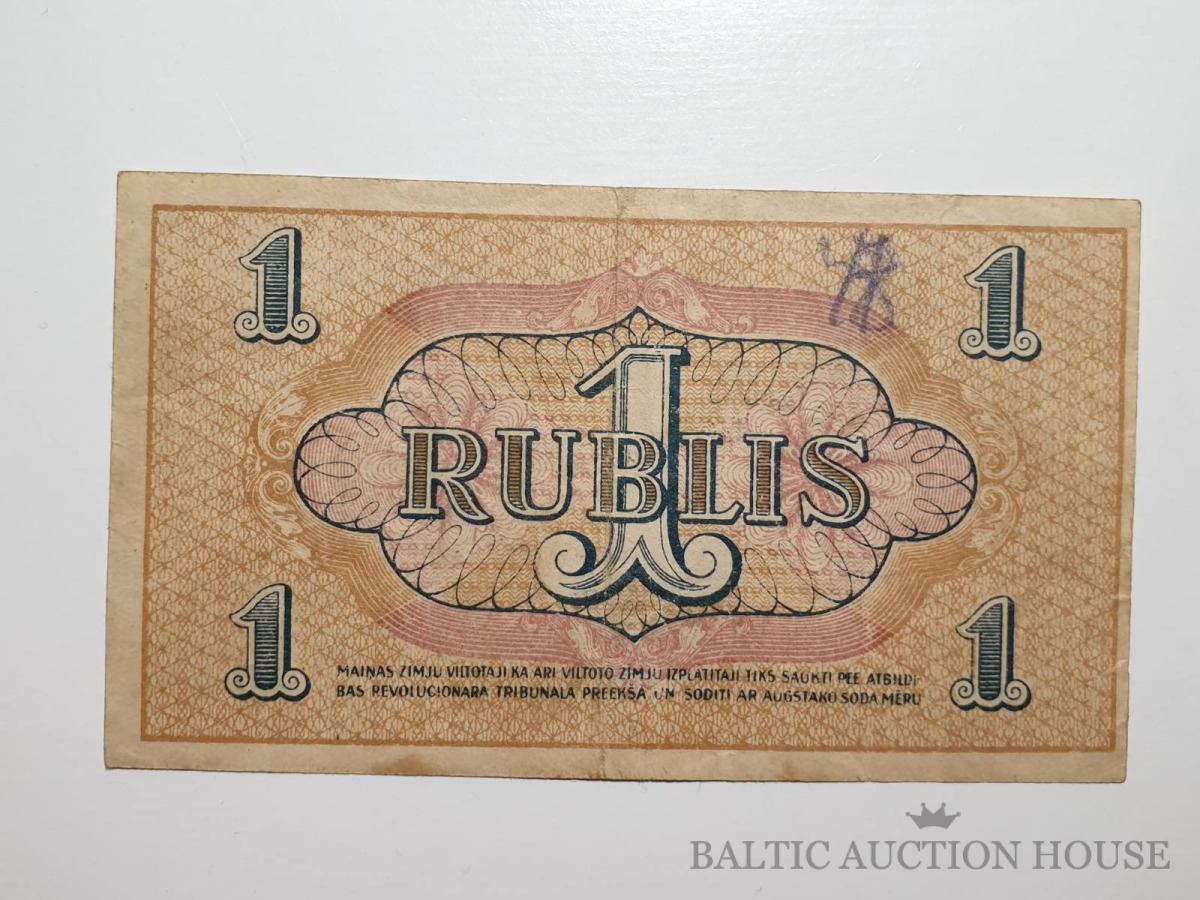 1 1
1
RUBLIS
1 1
MAIŅAS ZIMJU VILTOTAJI KA ARI VILTOTO ZIMJU IZPLATITAJI TIKS SAUKTI PEE ATBILDI-
BAS REVOLUCIONARA TRIBUNALA PREEKŠA UN SODITI AR AUGSTAKO SODA MĒRU
BALTIC AUCTION HOUSE